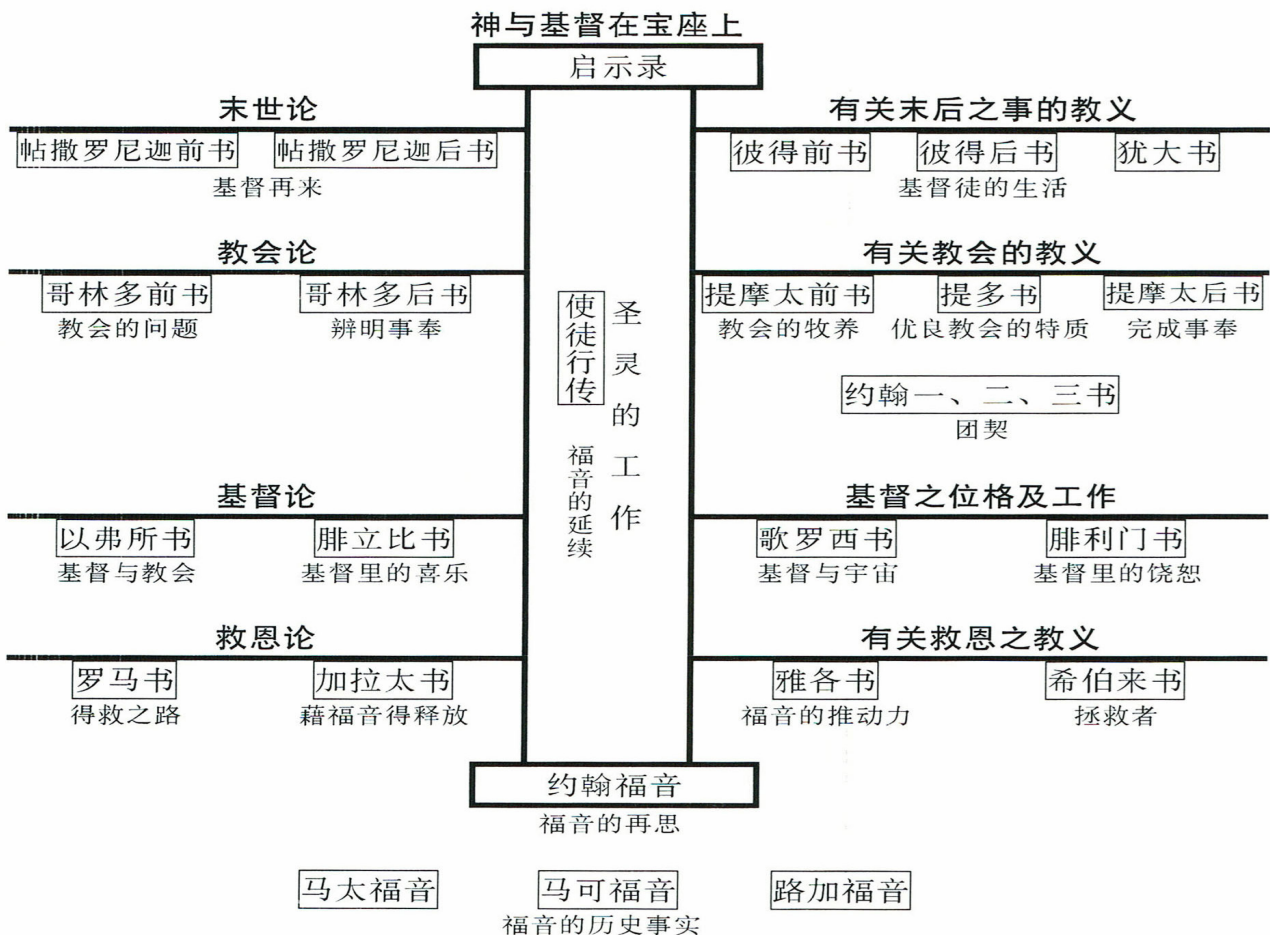 神与基督在宝座上
启示录
末世论
帖撒罗尼迦前书 帖撒罗尼迦后书
基督再来
有关末后之事的教义
彼得前书 彼得后书 犹大书
基督徒的生活
教会论
哥林多前书 哥林多后书
教会的问题 辨明事奉
使徒行传
福音的延续
圣灵的工作
有关教会的教义
提摩太前书 提多书 提摩太后书
教会的牧养 优良教会的特质 完成事奉
约翰一、二、三书
团契
基督论
以弗所书 腓立比书
基督与教会 基督里的喜乐
基督之位格及工作
歌罗西书 腓利门书
基督与宇宙 基督里的饶恕
救恩论
罗马书 加拉太书
得救之路 藉福音得释放
有关救恩之教义
雅各书 希伯来书
福音的推动力 拯救者
约翰福音
福音的再思
马太福音 马可福音 路加福音
福音的历史事实